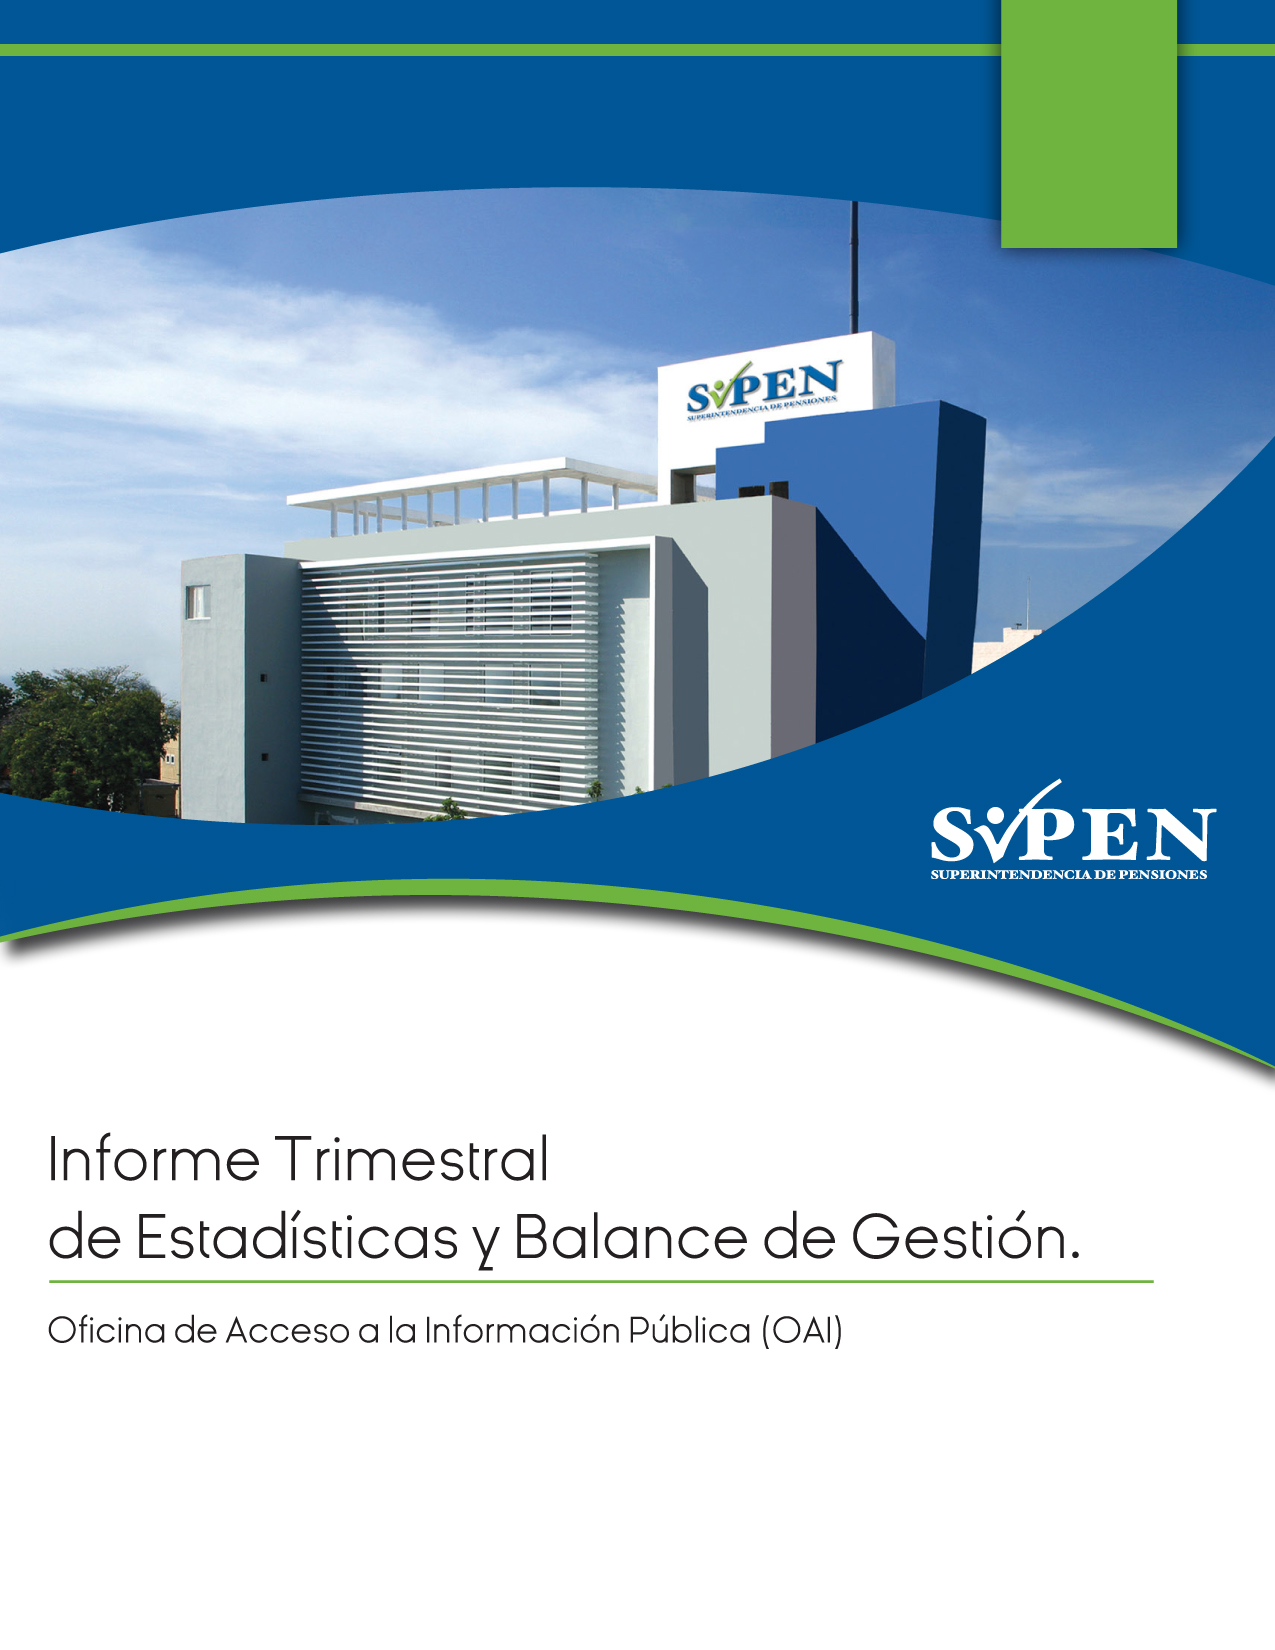 SIPEN
SUPERINTENDENCIA DE PENSIONES
SIPEN
SUPERINTENDENCIA DE PENSIONES
Informe Trimestral
de Estadísticas y Balance de Gestión.
Oficina de Acceso a la Información Pública (OAI)